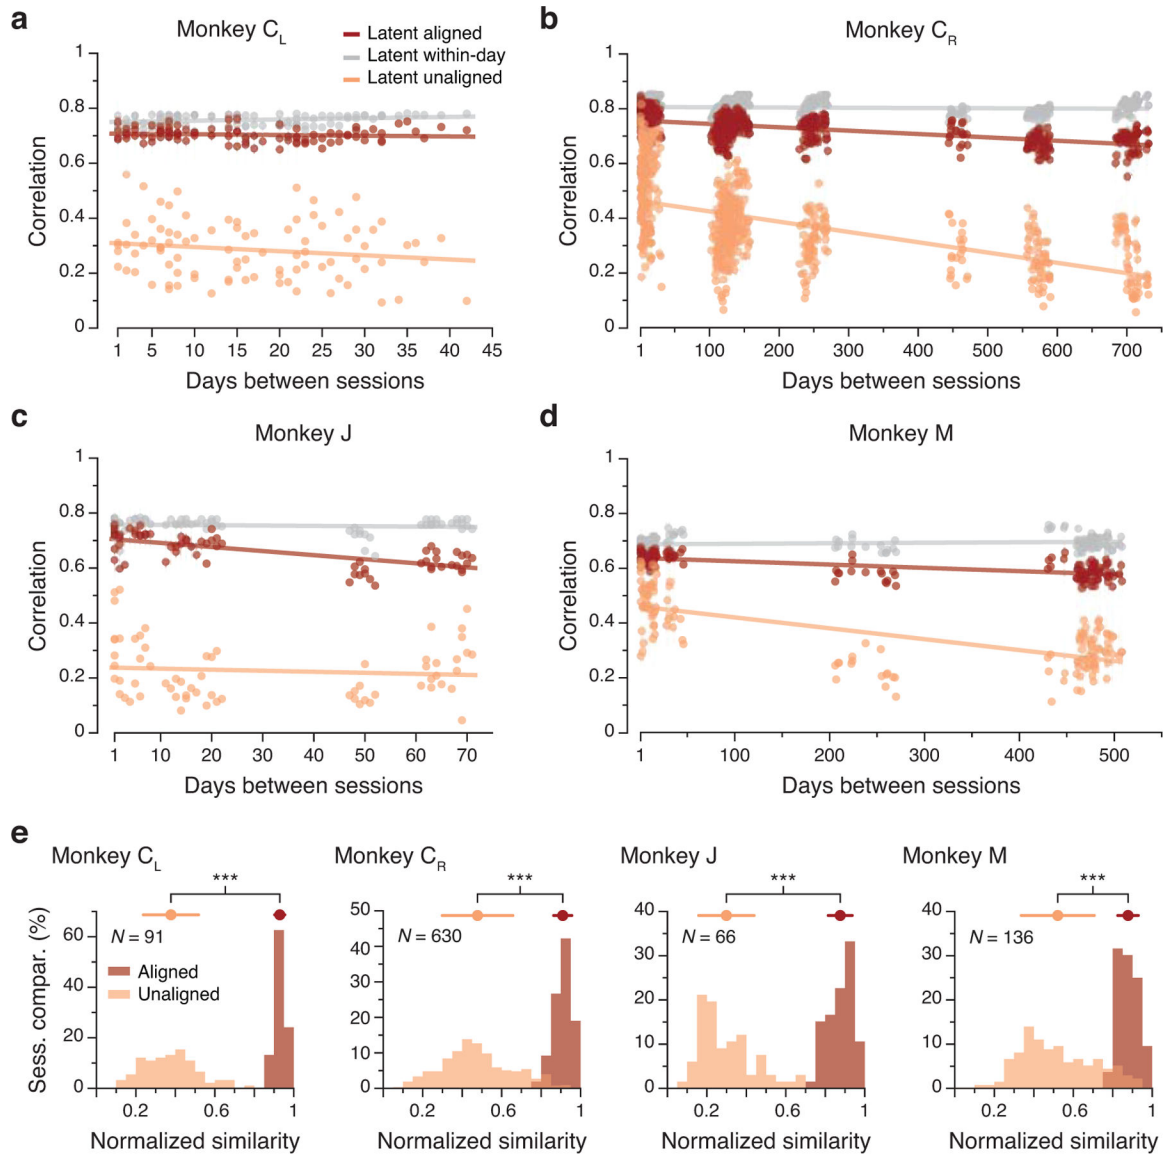 a
Monkey C_L
Latent aligned
Latent within-day
Latent unaligned
1
0.8
0.6
0.4
0.2
0
Correlation
1 5 10 15 20 25 30 35 40 45
Days between sessions
b
Monkey C_R
1
0.8
0.6
0.4
0.2
0
Correlation
1 100 200 300 400 500 600 700
Days between sessions
c
Monkey J
1
0.8
0.6
0.4
0.2
0
Correlation
1 10 20 30 40 50 60 70
Days between sessions
d
Monkey M
1
0.8
0.6
0.4
0.2
0
Correlation
1 100 200 300 400 500
Days between sessions
e
Monkey C_L
***
N = 91
Aligned
Unaligned
60
40
20
0
Sess. compar. (%)
0.2 0.6 1
Normalized similarity
Monkey C_R
***
N = 630
50
40
30
20
10
0
0.2 0.6 1
Normalized similarity
Monkey J
***
N = 66
40
30
20
10
0
0.2 0.6 1
Normalized similarity
Monkey M
***
N = 136
40
30
20
10
0
0.2 0.6 1
Normalized similarity